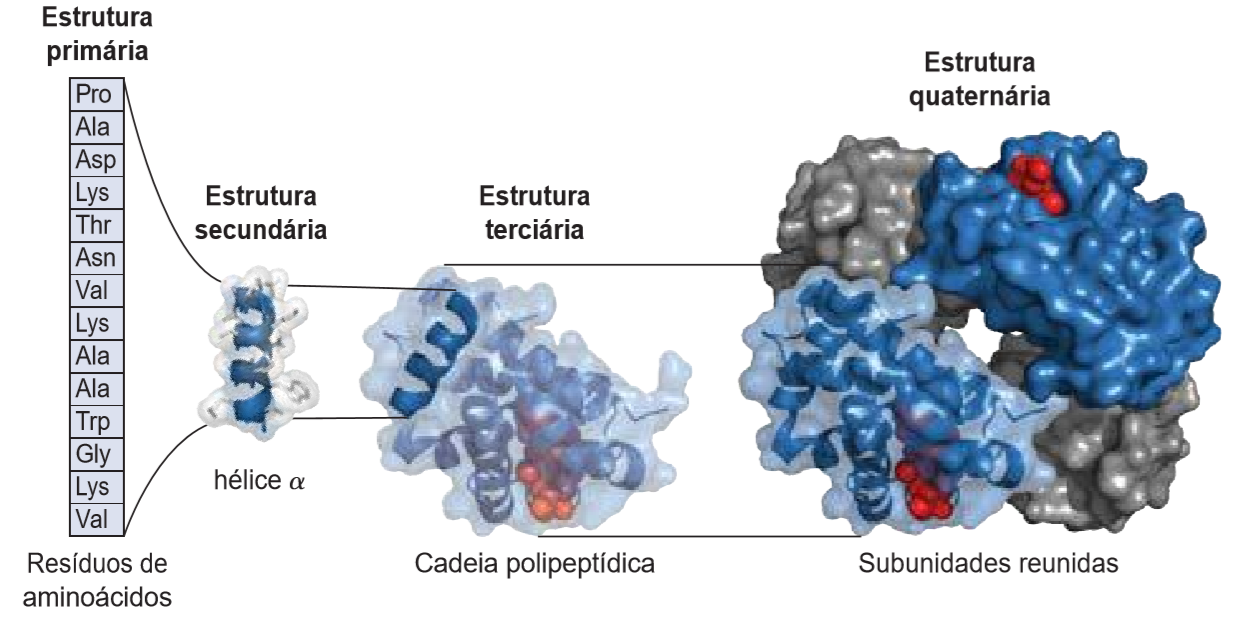 Estrutura
primária
Pro
Ala
Asp
Lys
Thr
Asn
Val
Lys
Ala
Ala
Trp
Gly
Lys
Val
Resíduos de
aminoácidos
Estrutura
secundária
hélice α
Estrutura
terciária
Cadeia polipeptídica
Estrutura
quaternária
Subunidades reunidas